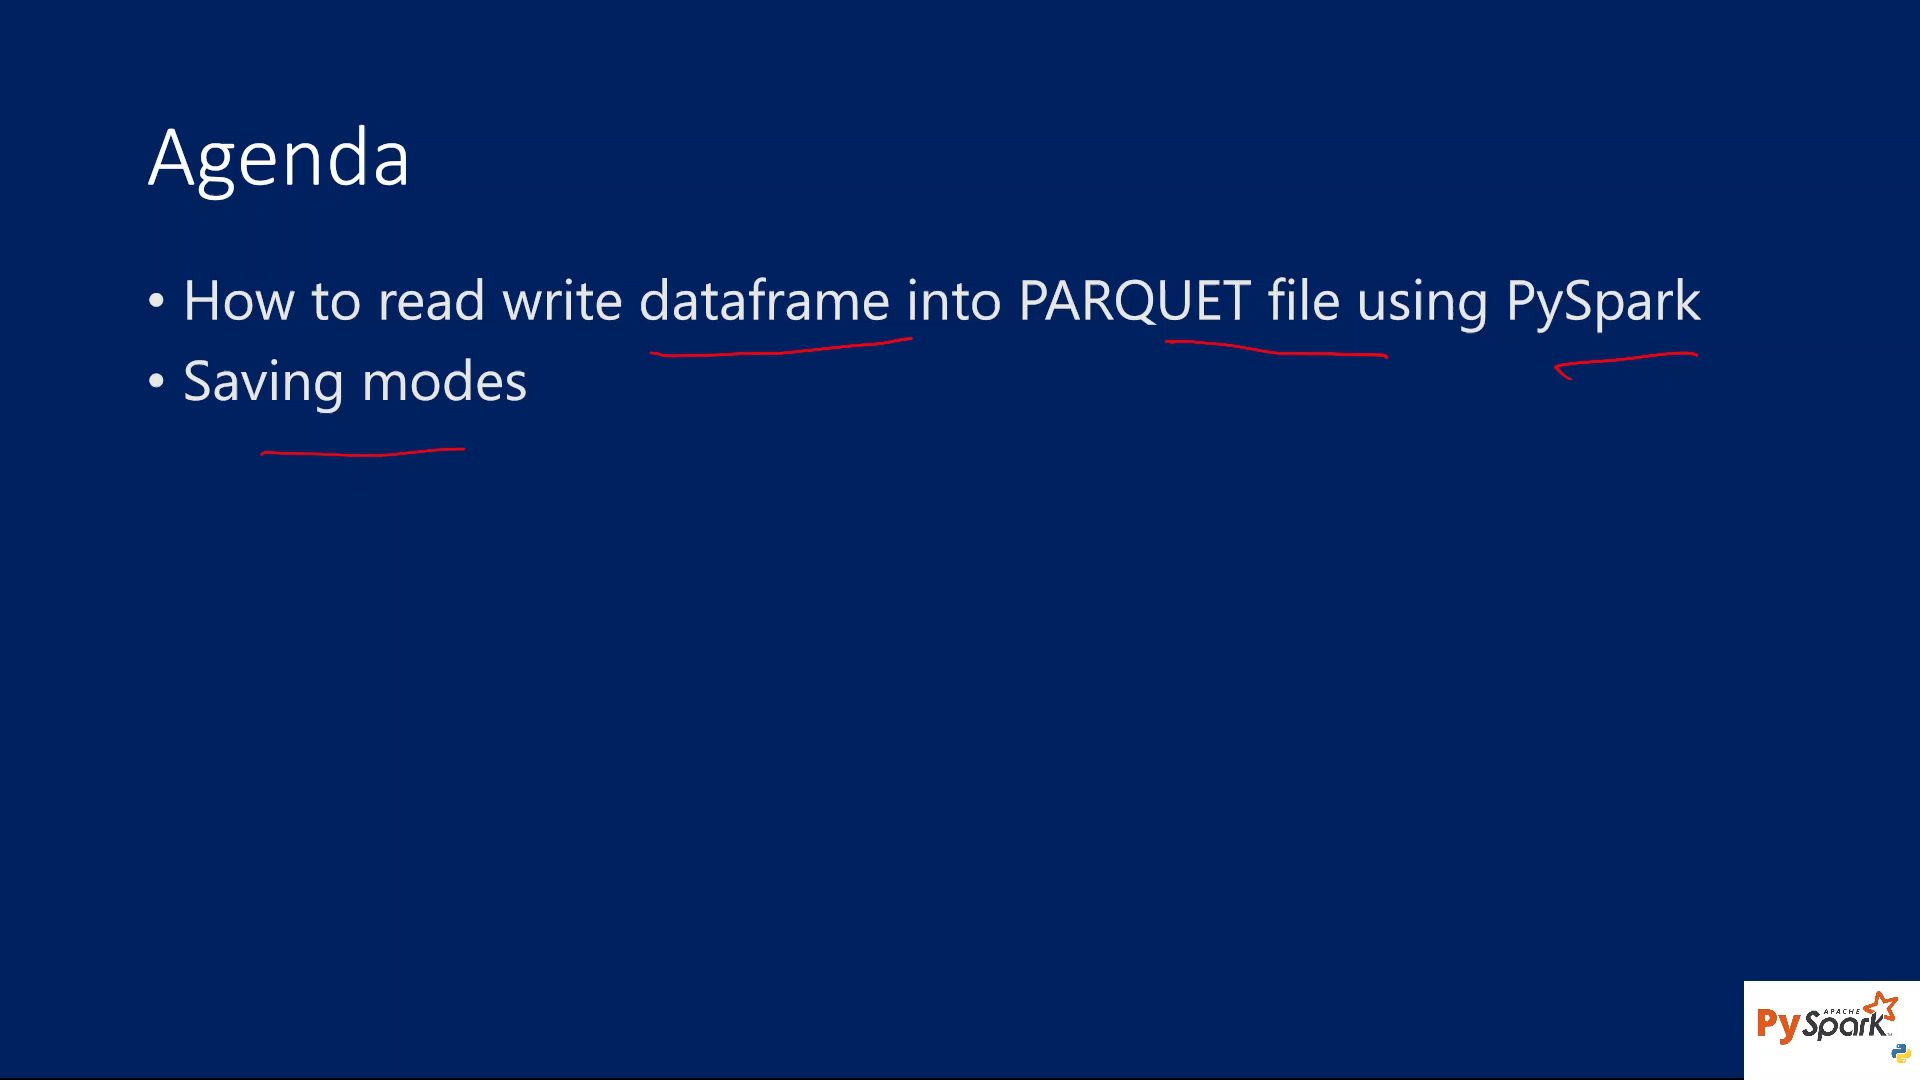 Agenda
• How to read write dataframe into PARQUET file using PySpark
• Saving modes
APACHE
PySpark